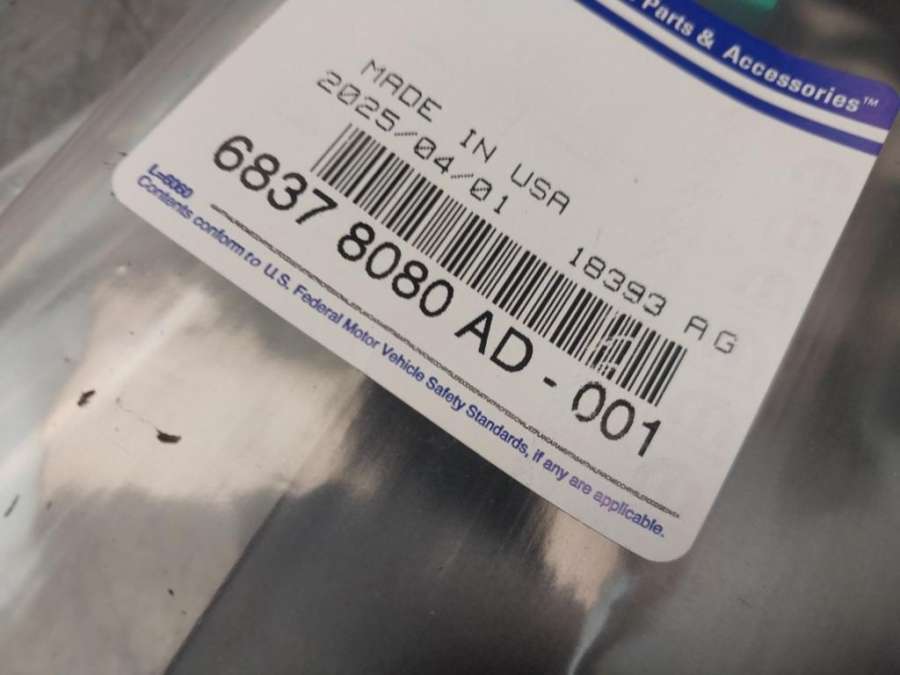 Parts & Accessories™
MADE IN USA
2025/04/01
18393 AG
6837 8080 AD - 001
L=6060
Contents conform to U.S. Federal Motor Vehicle Safety Standards, if any are applicable.